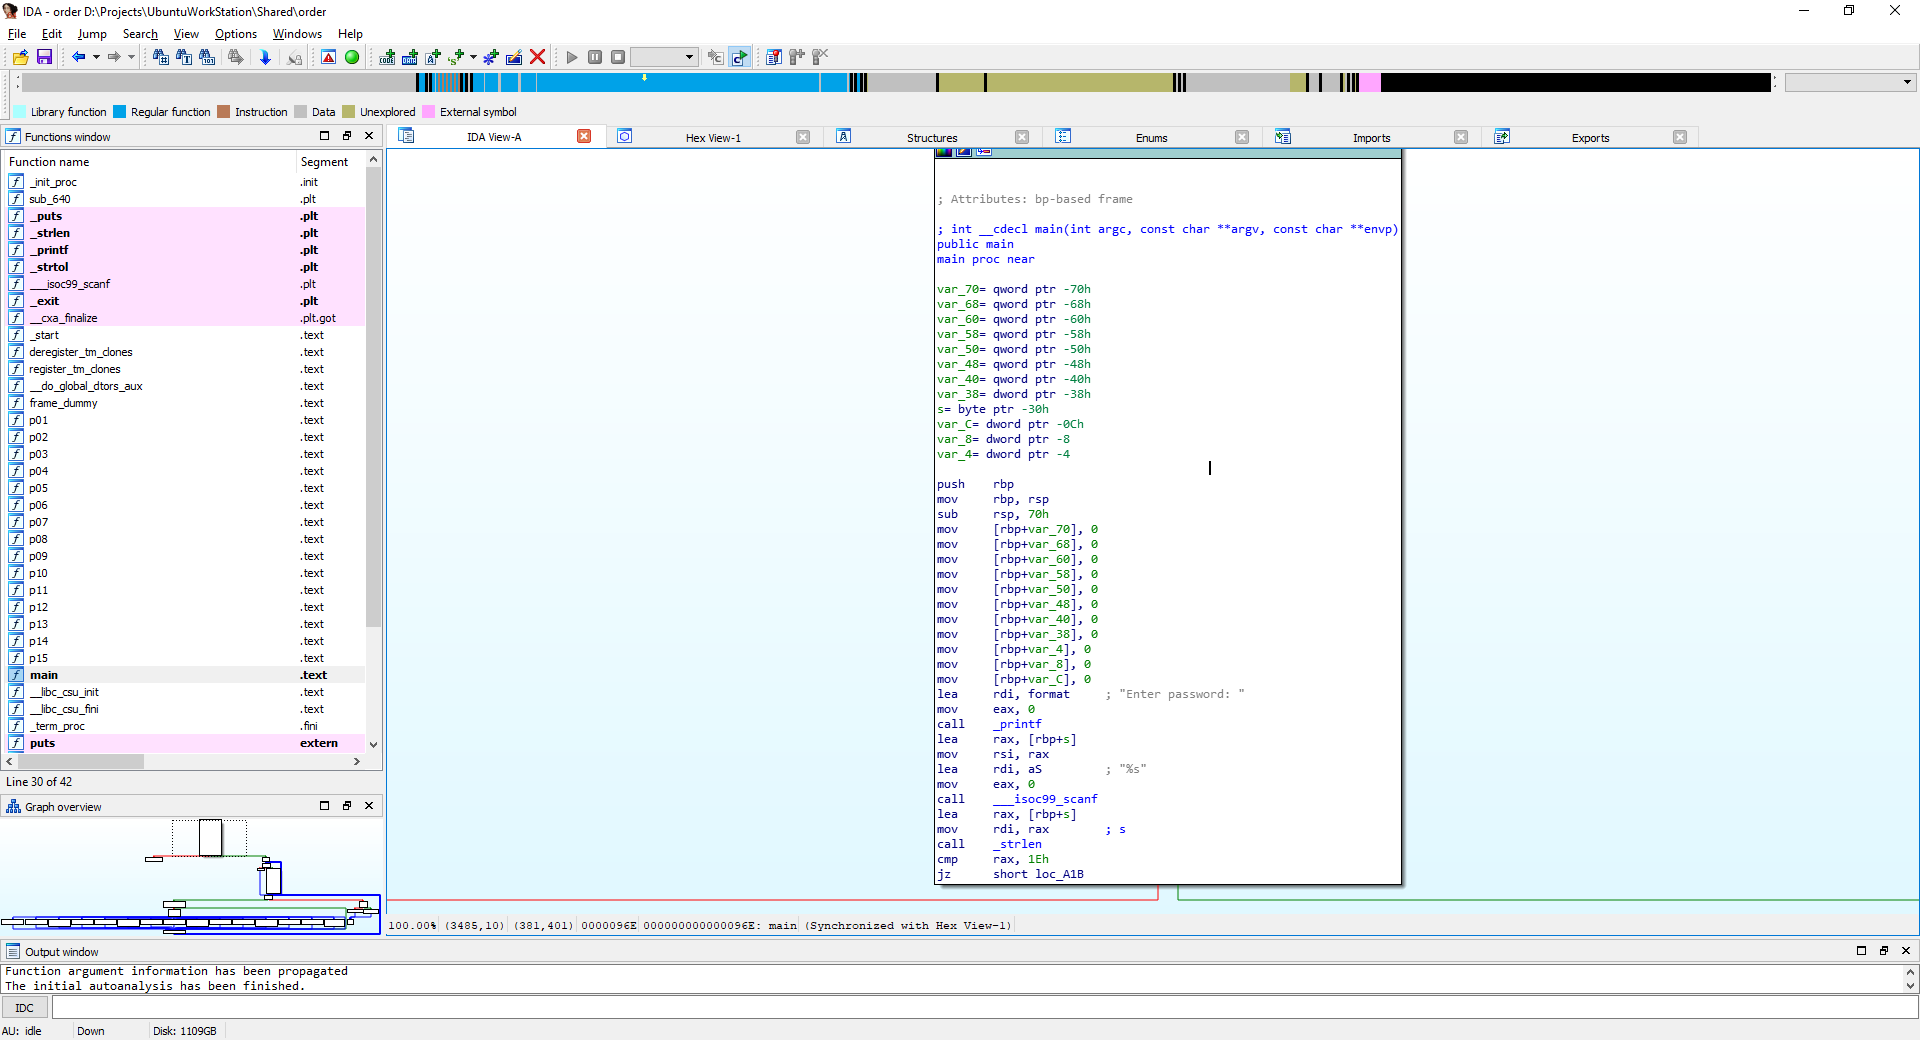 IDA - order D:\Projects\UbuntuWorkStation\Shared\order
File Edit Jump Search View Options Windows Help
Library function Regular function Instruction Data Unexplored External symbol
Functions window
Function name Segment
_init_proc .init
sub_640 .plt
_puts .plt
_strlen .plt
_printf .plt
_strtol .plt
___isoc99_scanf .plt
_exit .plt
__cxa_finalize .plt.got
_start .text
deregister_tm_clones .text
register_tm_clones .text
__do_global_dtors_aux .text
frame_dummy .text
p01 .text
p02 .text
p03 .text
p04 .text
p05 .text
p06 .text
p07 .text
p08 .text
p09 .text
p10 .text
p11 .text
p12 .text
p13 .text
p14 .text
p15 .text
main .text
__libc_csu_init .text
__libc_csu_fini .text
_term_proc .fini
puts extern
Line 30 of 42
Graph overview
IDA View-A Hex View-1 Structures Enums Imports Exports
; Attributes: bp-based frame
; int __cdecl main(int argc, const char **argv, const char **envp)
public main
main proc near
var_70= qword ptr -70h
var_68= qword ptr -68h
var_60= qword ptr -60h
var_58= qword ptr -58h
var_50= qword ptr -50h
var_48= qword ptr -48h
var_40= qword ptr -40h
var_38= dword ptr -38h
s= byte ptr -30h
var_C= dword ptr -0Ch
var_8= dword ptr -8
var_4= dword ptr -4
push rbp
mov rbp, rsp
sub rsp, 70h
mov [rbp+var_70], 0
mov [rbp+var_68], 0
mov [rbp+var_60], 0
mov [rbp+var_58], 0
mov [rbp+var_50], 0
mov [rbp+var_48], 0
mov [rbp+var_40], 0
mov [rbp+var_38], 0
mov [rbp+var_4], 0
mov [rbp+var_8], 0
mov [rbp+var_C], 0
lea rdi, format ; "Enter password: "
mov eax, 0
call _printf
lea rax, [rbp+s]
mov rsi, rax
lea rdi, aS ; "%s"
mov eax, 0
call ___isoc99_scanf
lea rax, [rbp+s]
mov rdi, rax ; s
call _strlen
cmp rax, 1Eh
jz short loc_A1B
100.00% (3485,10) (381,401) 0000096E 000000000000096E: main (Synchronized with Hex View-1)
Output window
Function argument information has been propagated
The initial autoanalysis has been finished.
IDC
AU: idle Down Disk: 1109GB